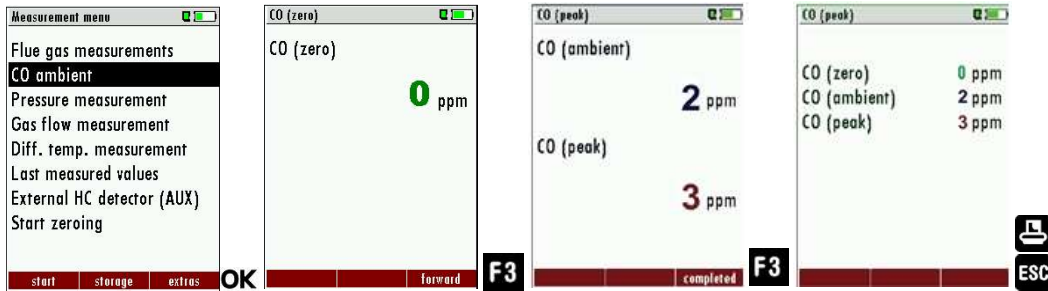 Measurement menu
Flue gas measurements
CO ambient
Pressure measurement
Gas flow measurement
Diff. temp. measurement
Last measured values
External HC detector (AUX)
Start zeroing
start storage extras
OK
CO (zero)
CO (zero)
0 ppm
forward
F3
CO (peak)
CO (ambient)
2 ppm
CO (peak)
3 ppm
completed
F3
CO (peak)
CO (zero) 0 ppm
CO (ambient) 2 ppm
CO (peak) 3 ppm
ESC